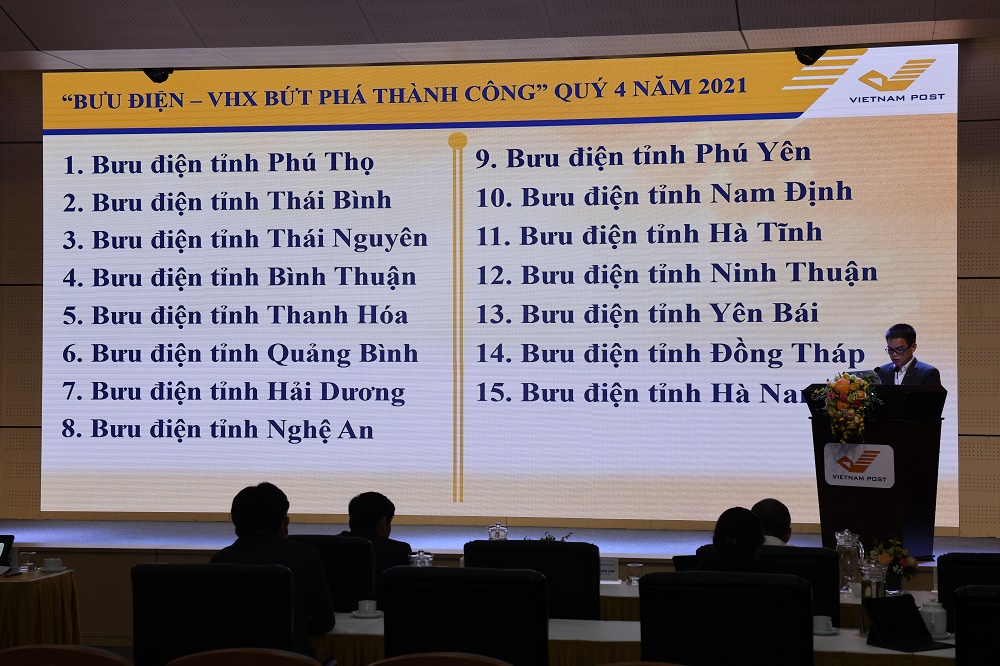 “BƯU ĐIỆN – VHX BỨT PHÁ THÀNH CÔNG” QUÝ 4 NĂM 2021
VIETNAM POST
1. Bưu điện tỉnh Phú Thọ
2. Bưu điện tỉnh Thái Bình
3. Bưu điện tỉnh Thái Nguyên
4. Bưu điện tỉnh Bình Thuận
5. Bưu điện tỉnh Thanh Hóa
6. Bưu điện tỉnh Quảng Bình
7. Bưu điện tỉnh Hải Dương
8. Bưu điện tỉnh Nghệ An
9. Bưu điện tỉnh Phú Yên
10. Bưu điện tỉnh Nam Định
11. Bưu điện tỉnh Hà Tĩnh
12. Bưu điện tỉnh Ninh Thuận
13. Bưu điện tỉnh Yên Bái
14. Bưu điện tỉnh Đồng Tháp
15. Bưu điện tỉnh Hà Nam
VIETNAM POST